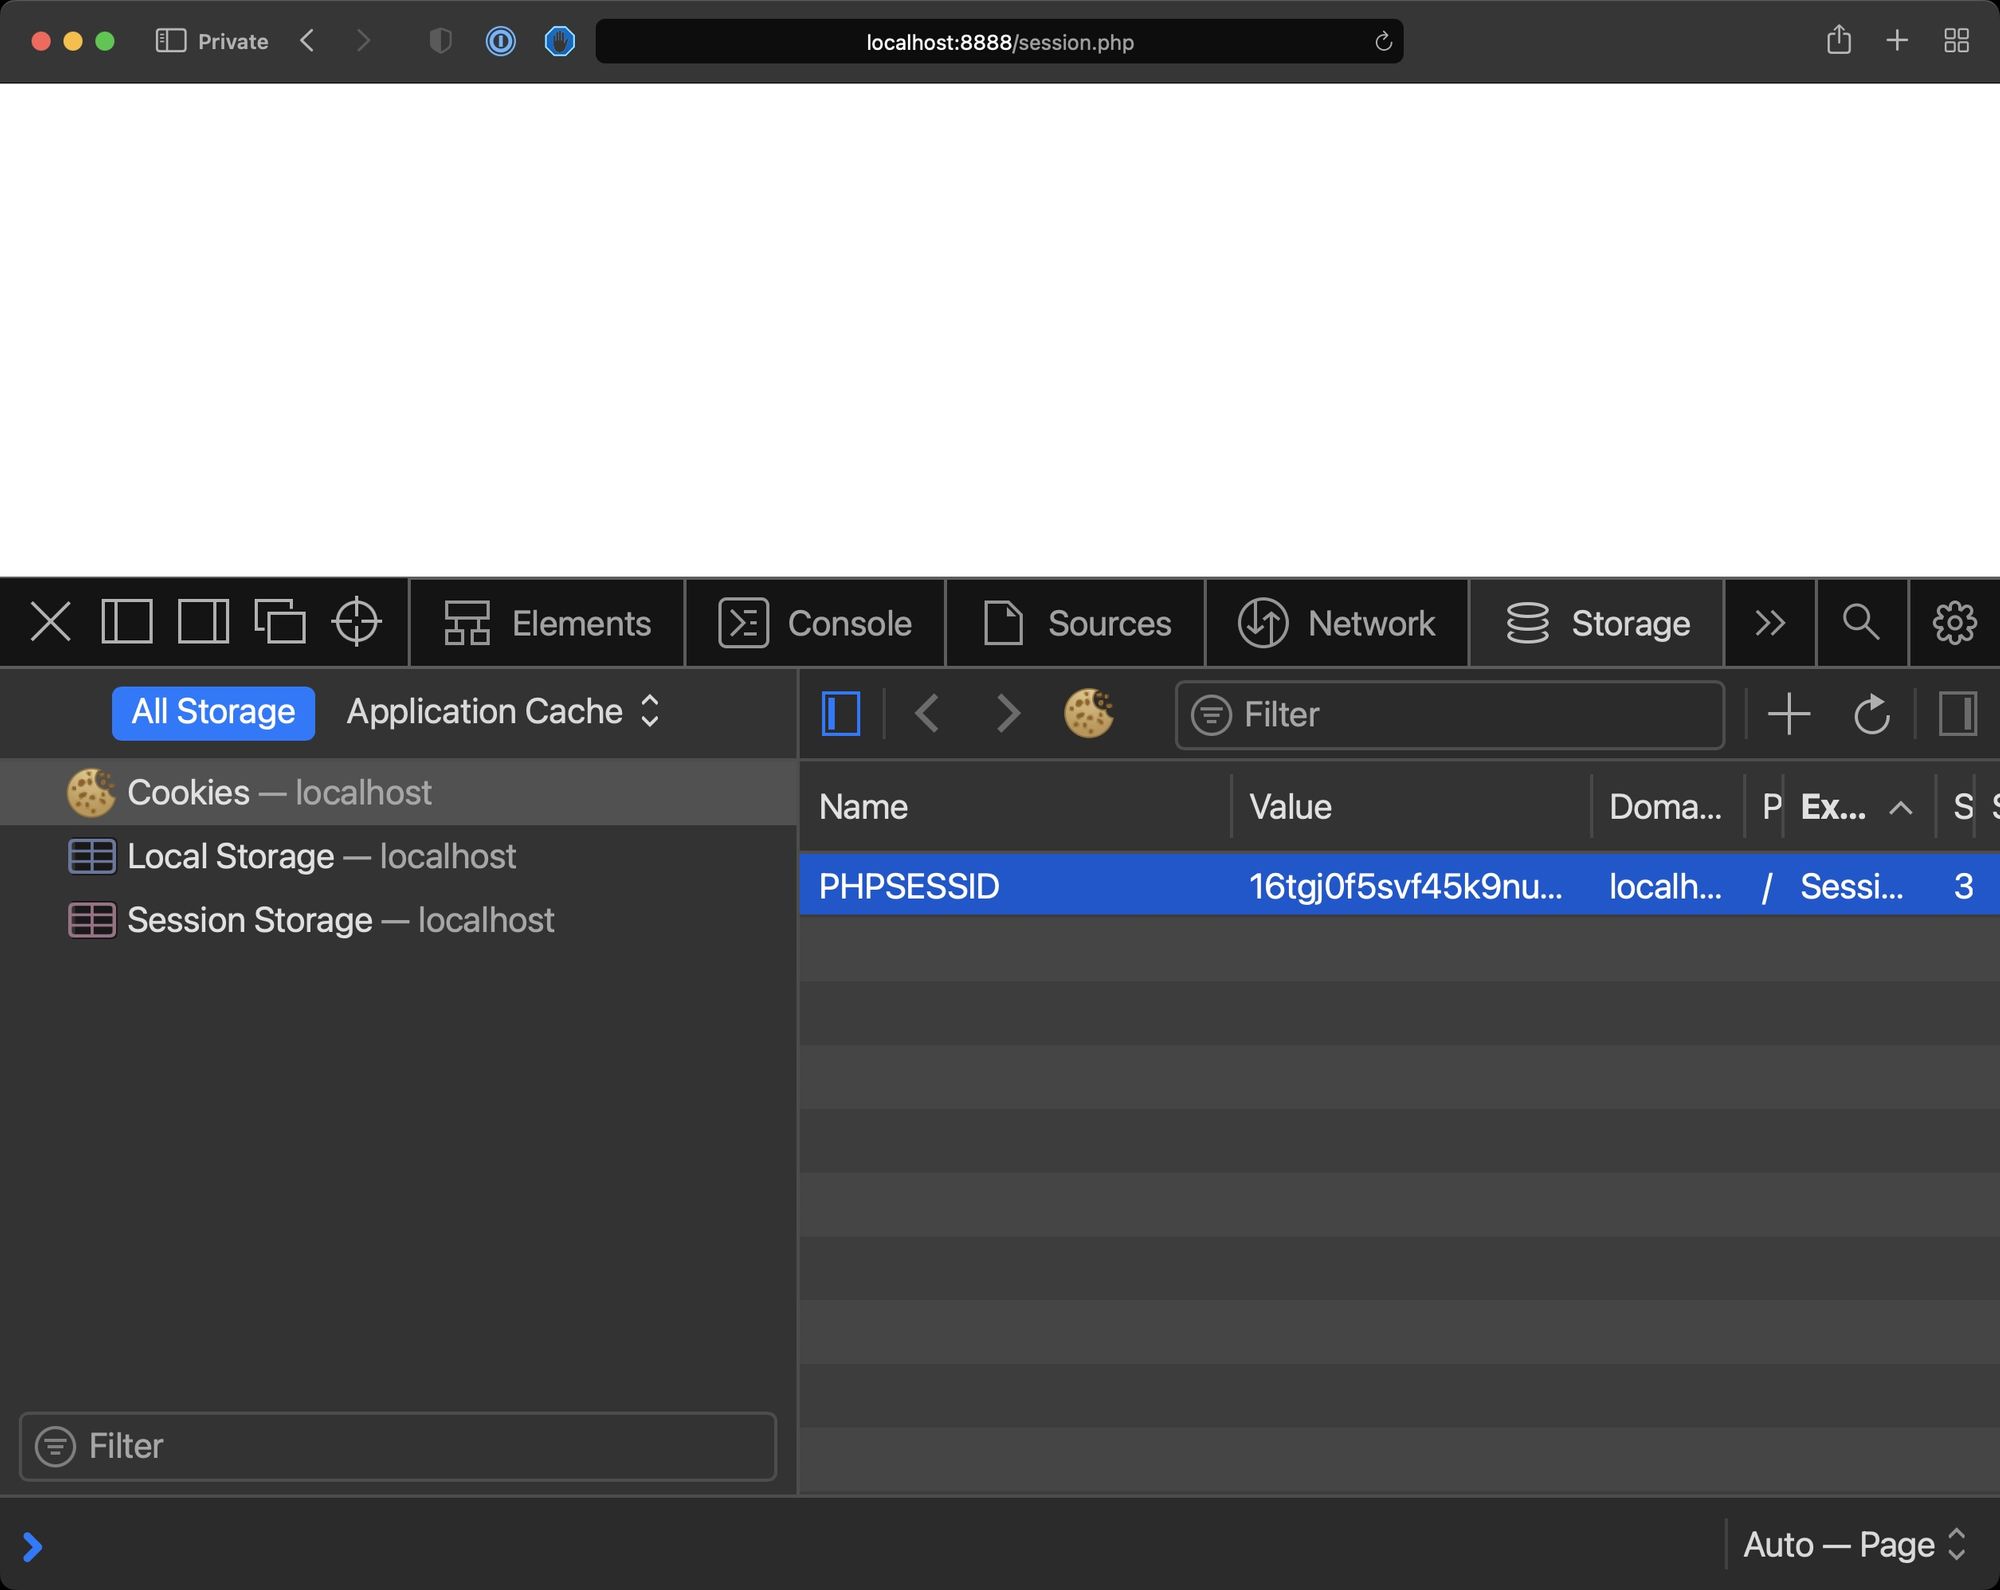 Private
localhost:8888/session.php
Elements
Console
Sources
Network
Storage
All Storage
Application Cache
Filter
Cookies — localhost
Local Storage — localhost
Session Storage — localhost
Name Value Doma... P Ex... S S
PHPSESSID 16tgj0f5svf45k9nu... localh... / Sessi... 3
Filter
Auto — Page